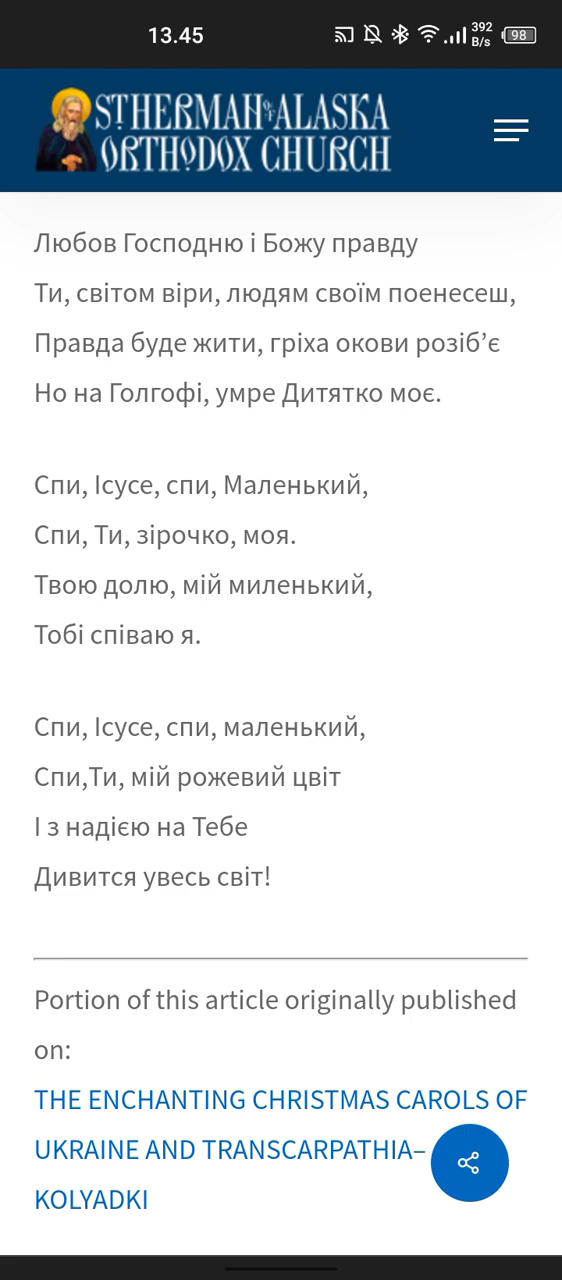 13.45
392
B/s
98
ST HERMAN OF ALASKA
ORTHODOX CHURCH
Любов Господню і Божу правду
Ти, світом віри, людям своїм поенесеш,
Правда буде жити, гріха окови розіб’є
Но на Голгофі, умре Дитятко моє.
Спи, Ісусе, спи, Маленький,
Спи, Ти, зірочко, моя.
Твою долю, мій миленький,
Тобі співаю я.
Спи, Ісусе, спи, маленький,
Спи,Ти, мій рожевий цвіт
І з надією на Тебе
Дивится увесь світ!
Portion of this article originally published
on:
THE ENCHANTING CHRISTMAS CAROLS OF
UKRAINE AND TRANSCARPATHIA–
KOLYADKI